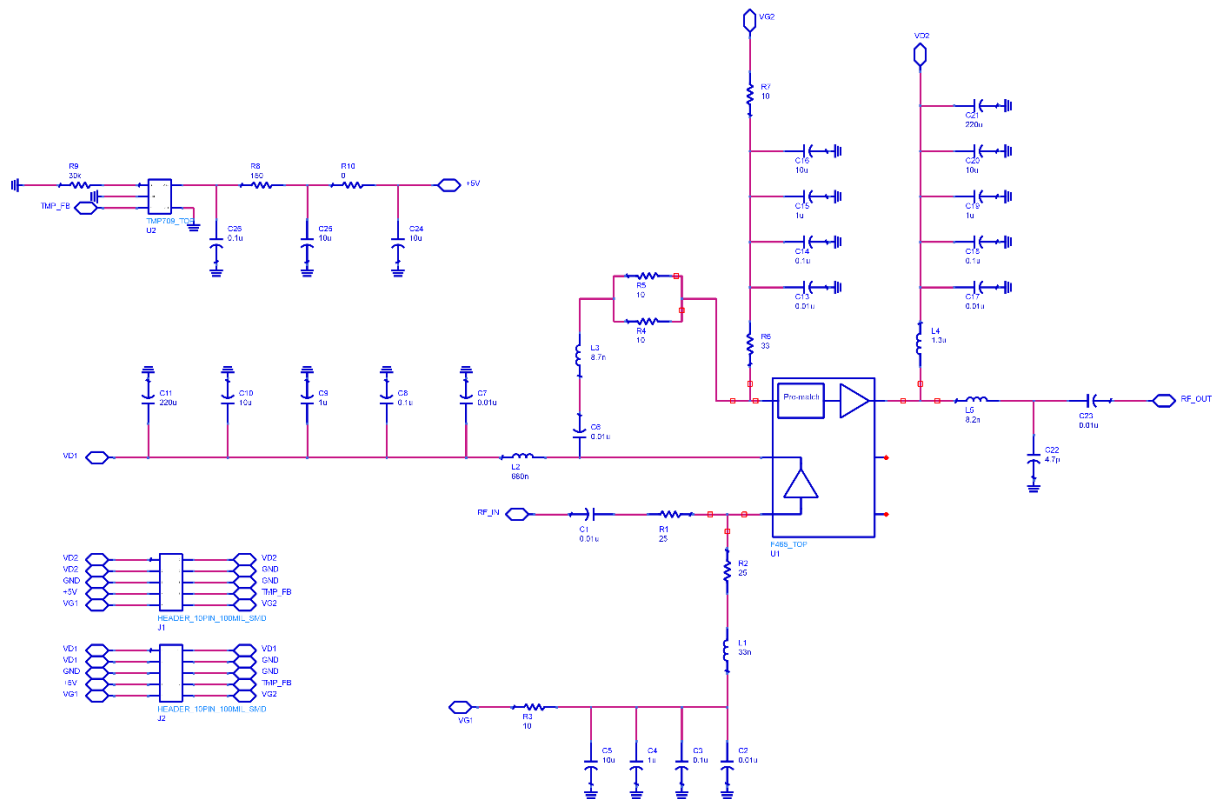 VG2
VD2
R7
10
C21
220u
C16
10u
C20
10u
R9
30k
R8
150
R10
0
+5V
TMP_FB
TMP709_TOP
U2
C15
1u
C19
1u
C26
0.1u
C25
10u
C24
10u
C14
0.1u
C18
0.1u
R5
10
C13
0.01u
C17
0.01u
R4
10
R6
33
L4
1.3u
L3
8.7n
C11
220u
C10
10u
C9
1u
C8
0.1u
C7
0.01u
Pre-match
L5
8.2n
C23
0.01u
RF_OUT
C6
0.01u
VD1
L2
680n
C22
4.7p
RF_IN
C1
0.01u
R1
25
F465_TOP
U1
VD2
VD2
VD2
GND
GND
GND
+5V
TMP_FB
VG1
VG2
HEADER_10PIN_100MIL_SMD
J1
R2
25
L1
33n
VD1
VD1
VD1
GND
GND
GND
+5V
TMP_FB
VG1
VG2
HEADER_10PIN_100MIL_SMD
J2
VG1
R3
10
C5
10u
C4
1u
C3
0.1u
C2
0.01u